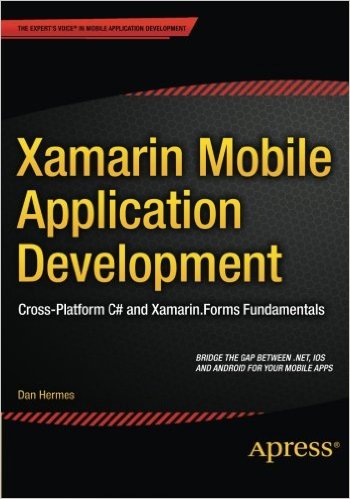 THE EXPERT'S VOICE® IN MOBILE APPLICATION DEVELOPMENT
Xamarin Mobile
Application
Development
Cross-Platform C# and Xamarin.Forms Fundamentals
BRIDGE THE GAP BETWEEN .NET, IOS
AND ANDROID FOR YOUR MOBILE APPS
Dan Hermes
Apress®